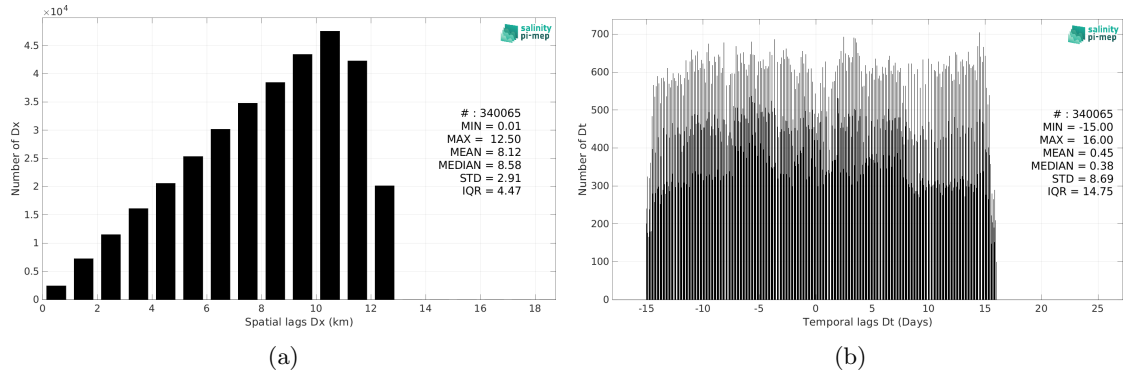 ×10⁴
4.5
4
3.5
3
2.5
2
1.5
1
0.5
0
Number of Dx
0 2 4 6 8 10 12 14 16 18
Spatial lags Dx (km)
salinity
pi-mep
# : 340065
MIN = 0.01
MAX = 12.50
MEAN = 8.12
MEDIAN = 8.58
STD = 2.91
IQR = 4.47
(a)
700
600
500
400
300
200
100
0
Number of Dt
-15 -10 -5 0 5 10 15 20 25
Temporal lags Dt (Days)
salinity
pi-mep
# : 340065
MIN = -15.00
MAX = 16.00
MEAN = 0.45
MEDIAN = 0.38
STD = 8.69
IQR = 14.75
(b)